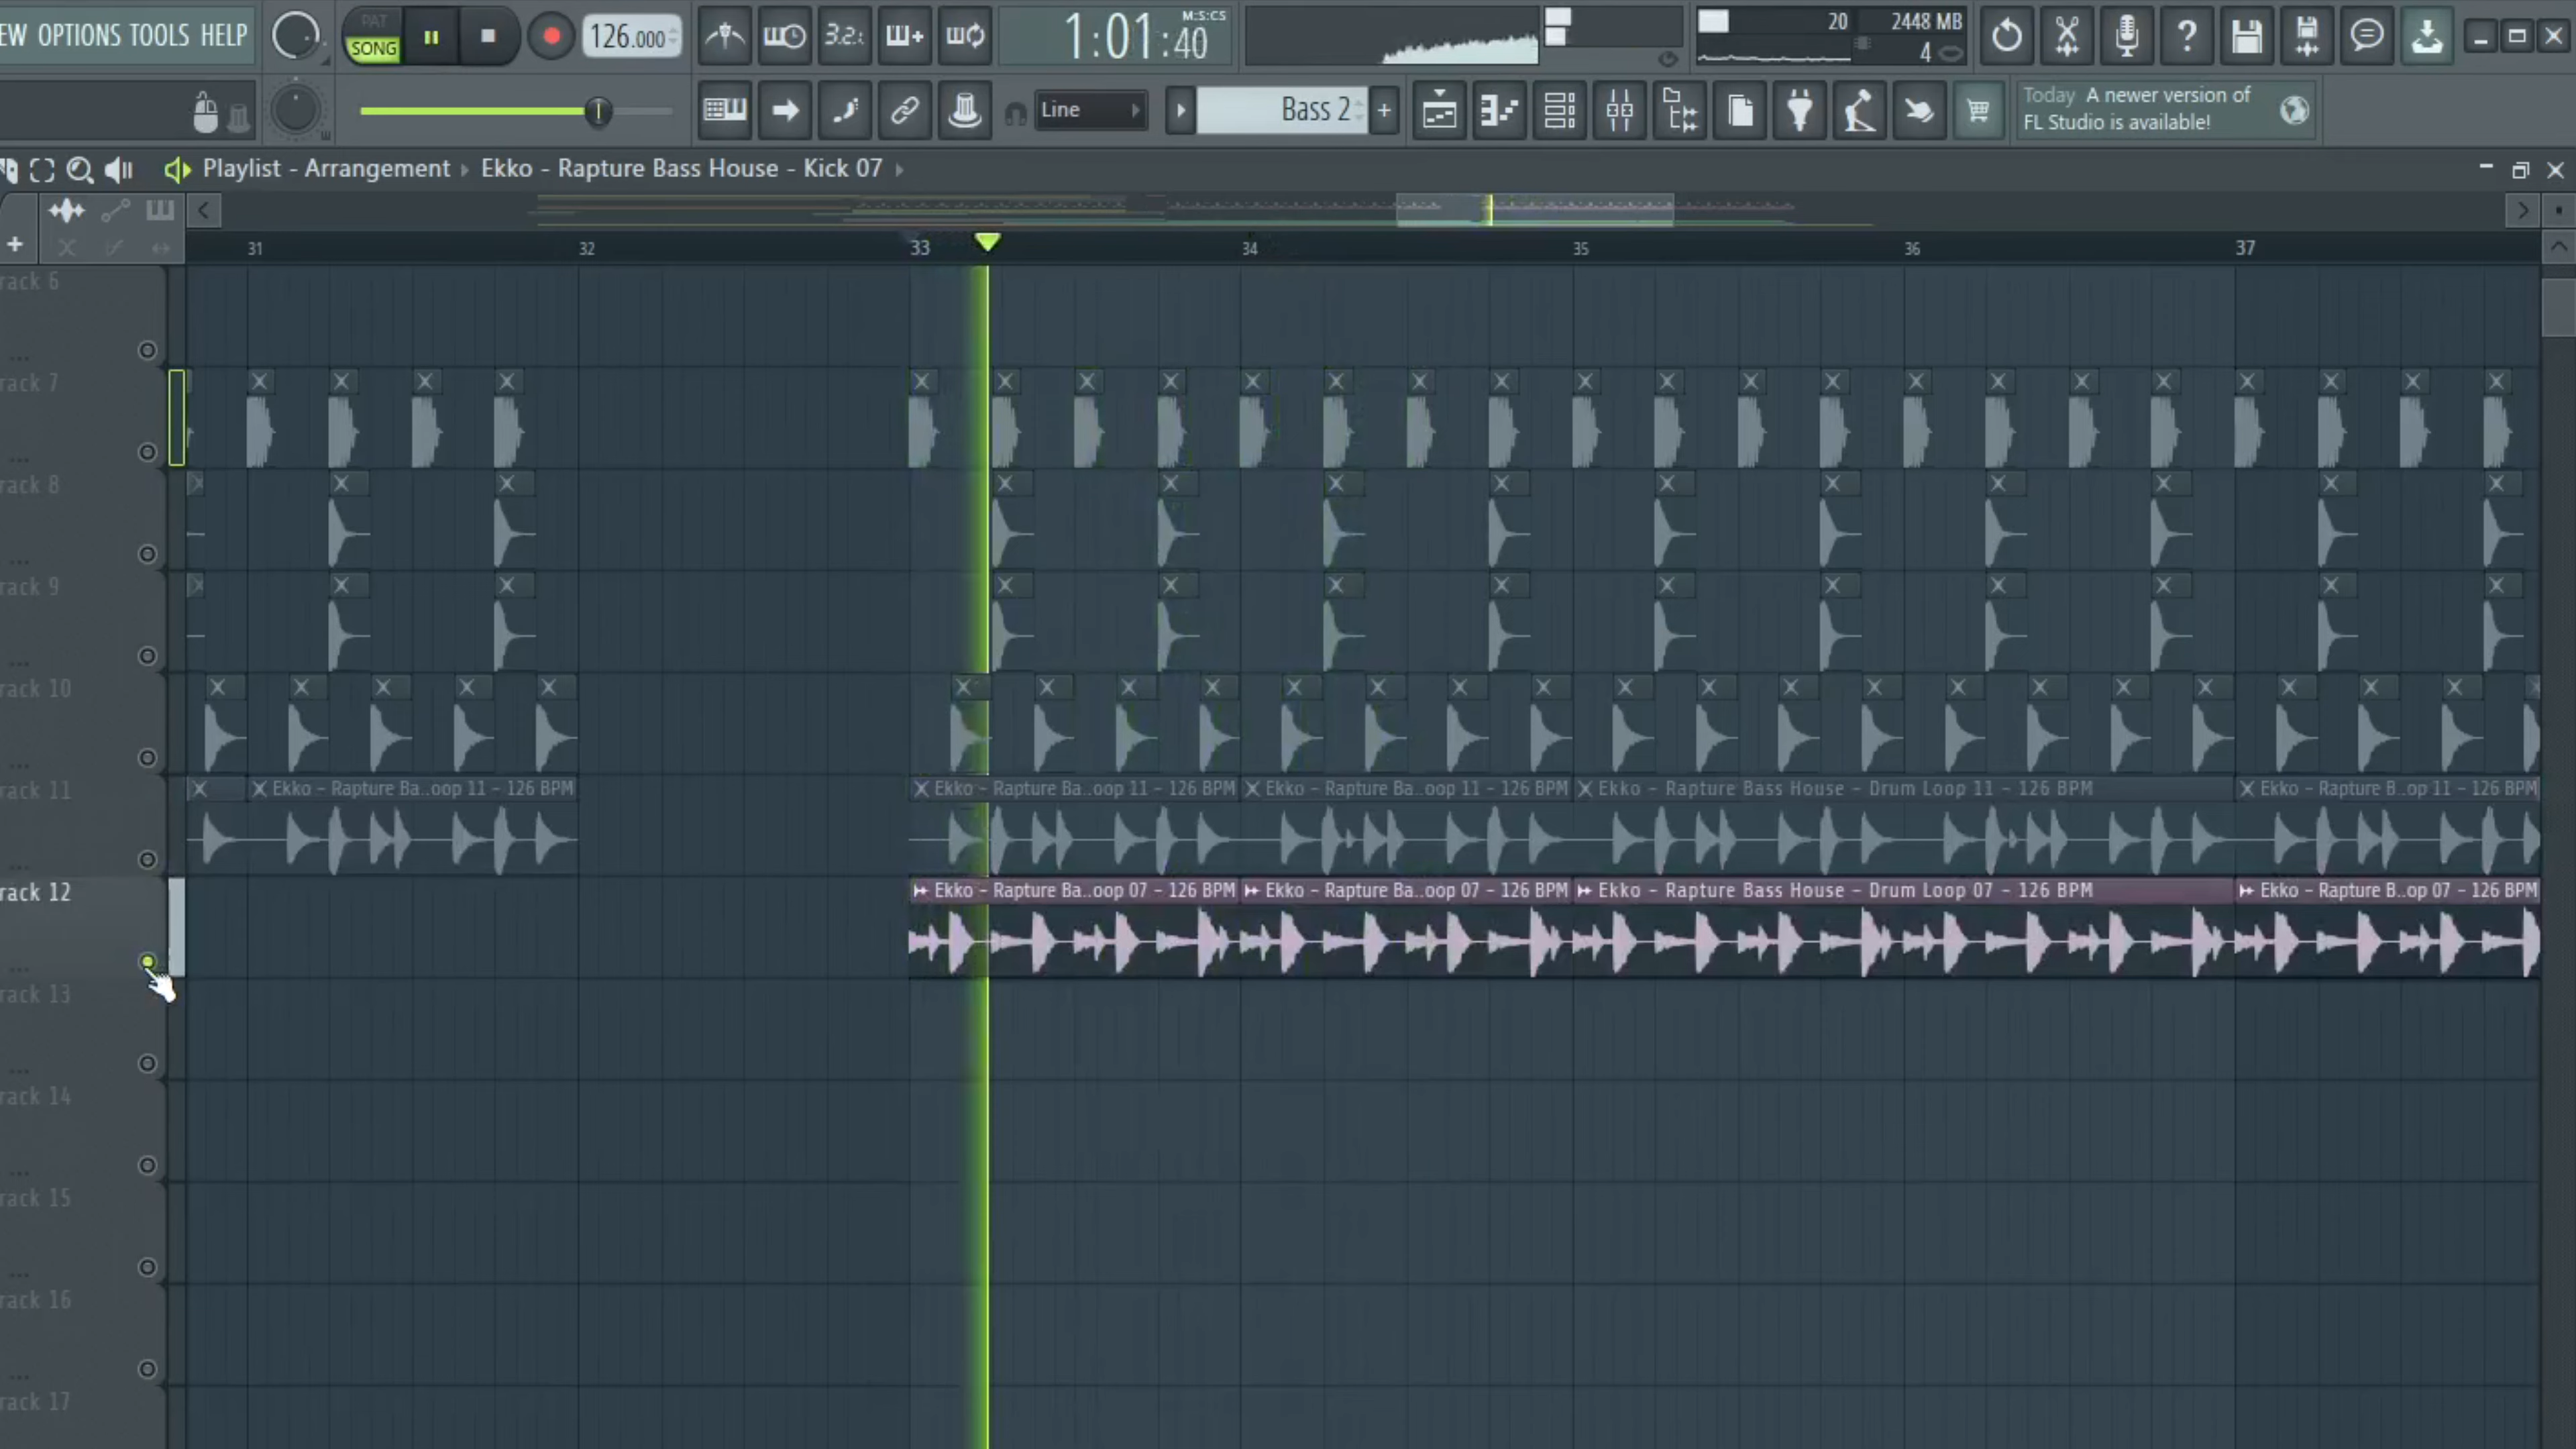 EW OPTIONS TOOLS HELP
PAT
SONG
126.000
3.2.
M:S:CS
1:01:40
20
2448 MB
4
Line
Bass 2
Today A newer version of
FL Studio is available!
Playlist - Arrangement ▸ Ekko - Rapture Bass House - Kick 07 ▸
31 32 33 34 35 36 37
rack 6
rack 7
rack 8
rack 9
rack 10
rack 11
Ekko - Rapture Ba..oop 11 - 126 BPM
Ekko - Rapture Ba..oop 11 - 126 BPM
Ekko - Rapture Ba..oop 11 - 126 BPM
Ekko - Rapture Bass House - Drum Loop 11 - 126 BPM
Ekko - Rapture B..op 11 - 126 BPM
rack 12
Ekko - Rapture Ba..oop 07 - 126 BPM
Ekko - Rapture Ba..oop 07 - 126 BPM
Ekko - Rapture Bass House - Drum Loop 07 - 126 BPM
Ekko - Rapture B..op 07 - 126 BPM
rack 13
rack 14
rack 15
rack 16
rack 17